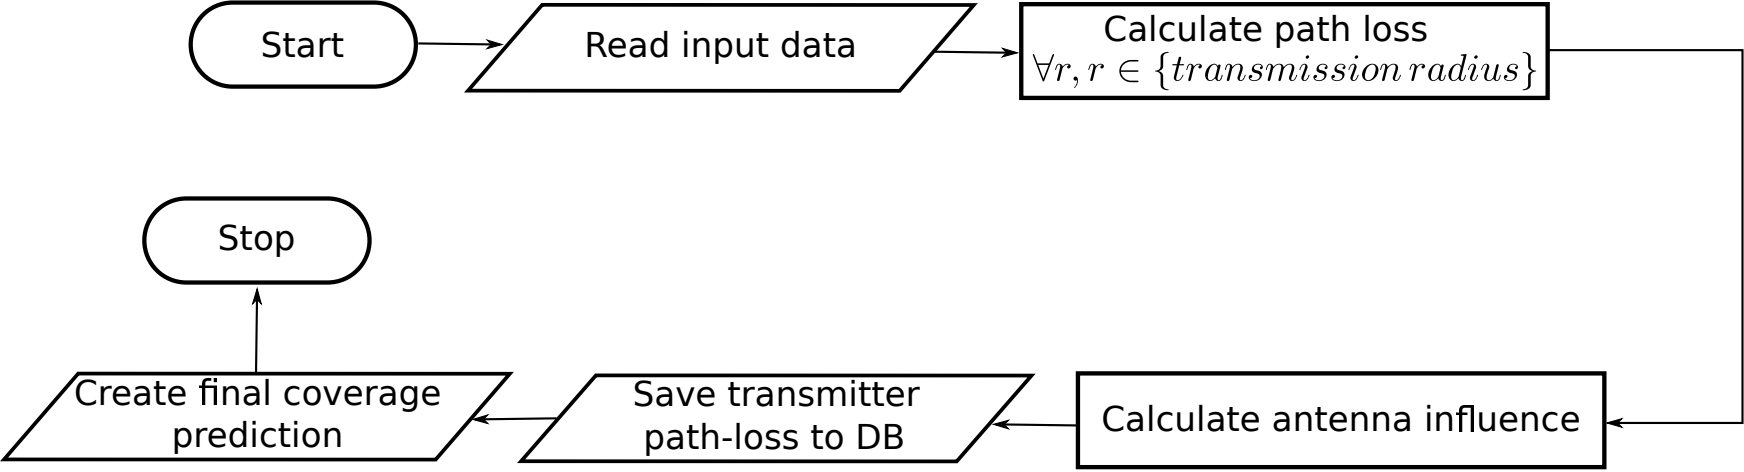 Start
Read input data
Calculate path loss
∀r, r ∈ {transmission radius}
Calculate antenna influence
Save transmitter
path-loss to DB
Create final coverage
prediction
Stop